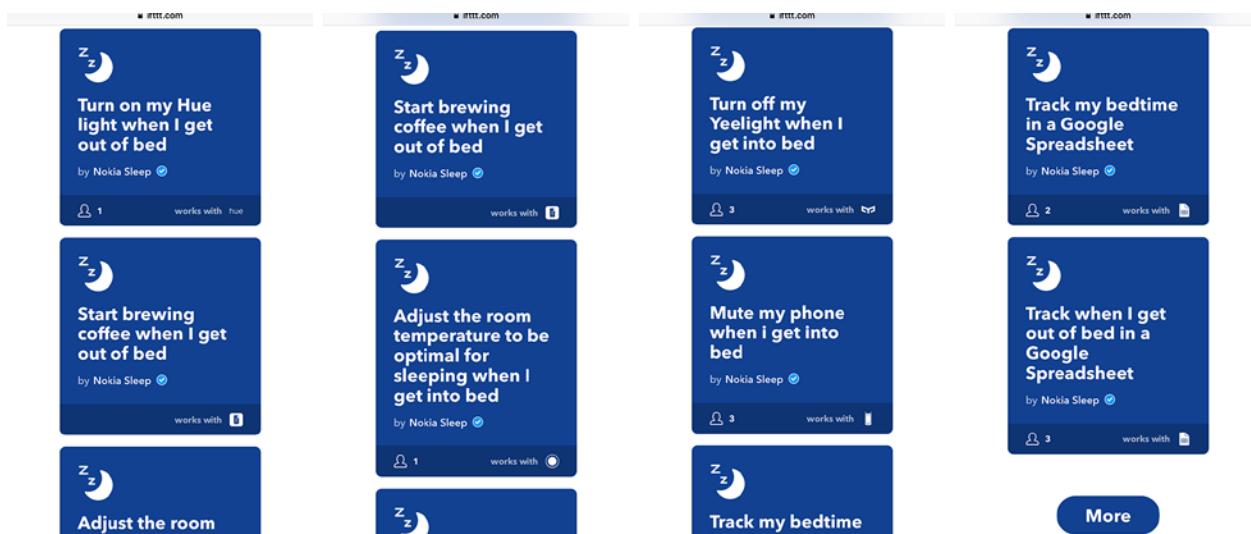 ifttt.com
Z
z
Turn on my Hue
light when I get
out of bed
by Nokia Sleep
1
works with hue
Z
z
Start brewing
coffee when I get
out of bed
by Nokia Sleep
works with
Z
z
Adjust the room
ifttt.com
Z
z
Start brewing
coffee when I get
out of bed
by Nokia Sleep
works with
Z
z
Adjust the room
temperature to be
optimal for
sleeping when I
get into bed
by Nokia Sleep
1
works with
Z
z
ifttt.com
Z
z
Turn off my
Yeelight when I
get into bed
by Nokia Sleep
3
works with
Z
z
Mute my phone
when i get into
bed
by Nokia Sleep
3
works with
Z
z
Track my bedtime
ifttt.com
Z
z
Track my bedtime
in a Google
Spreadsheet
by Nokia Sleep
2
works with
Z
z
Track when I get
out of bed in a
Google
Spreadsheet
by Nokia Sleep
3
works with
More